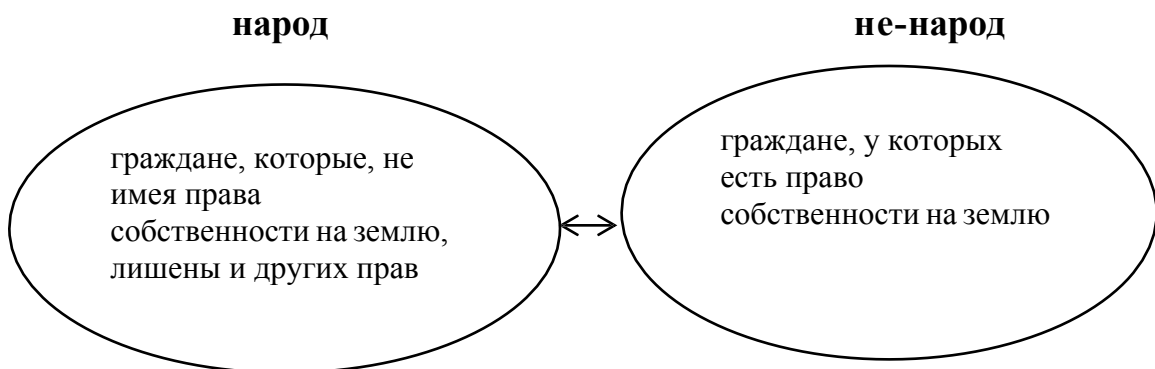 народ
не-народ
граждане, которые, не
имея права
собственности на землю,
лишены и других прав
граждане, у которых
есть право
собственности на землю